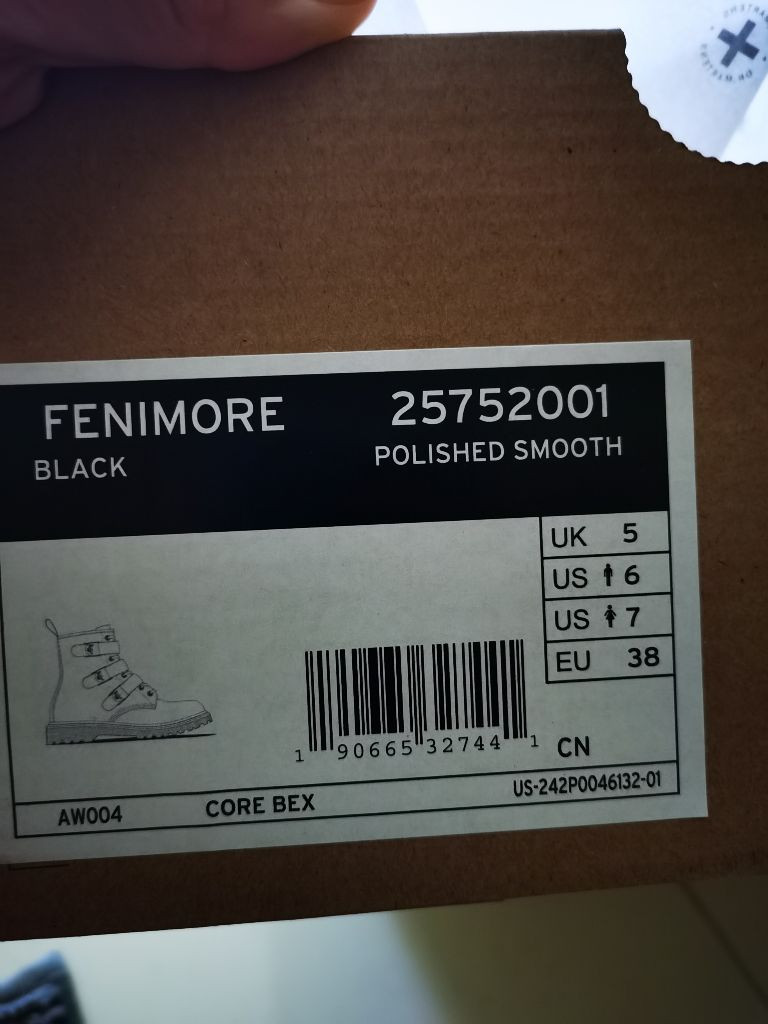 FENIMORE 25752001
BLACK POLISHED SMOOTH
UK 5
US 6
US 7
EU 38
1 90665 32744 1 CN
AW004 CORE BEX US-242P0046132-01